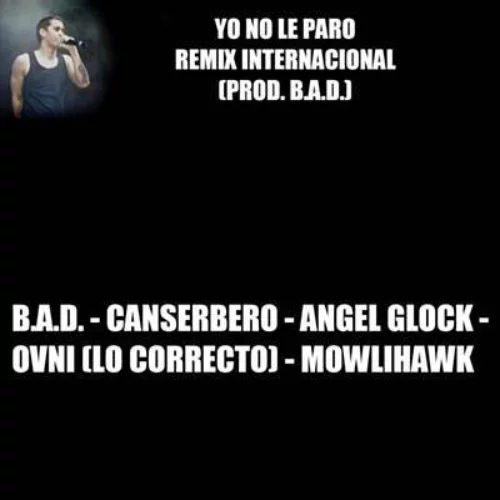 YO NO LE PARO
REMIX INTERNACIONAL
(PROD. B.A.D.)
B.A.D. - CANSERBERO - ANGEL GLOCK -
OVNI (LO CORRECTO) - MOWLIHAWK